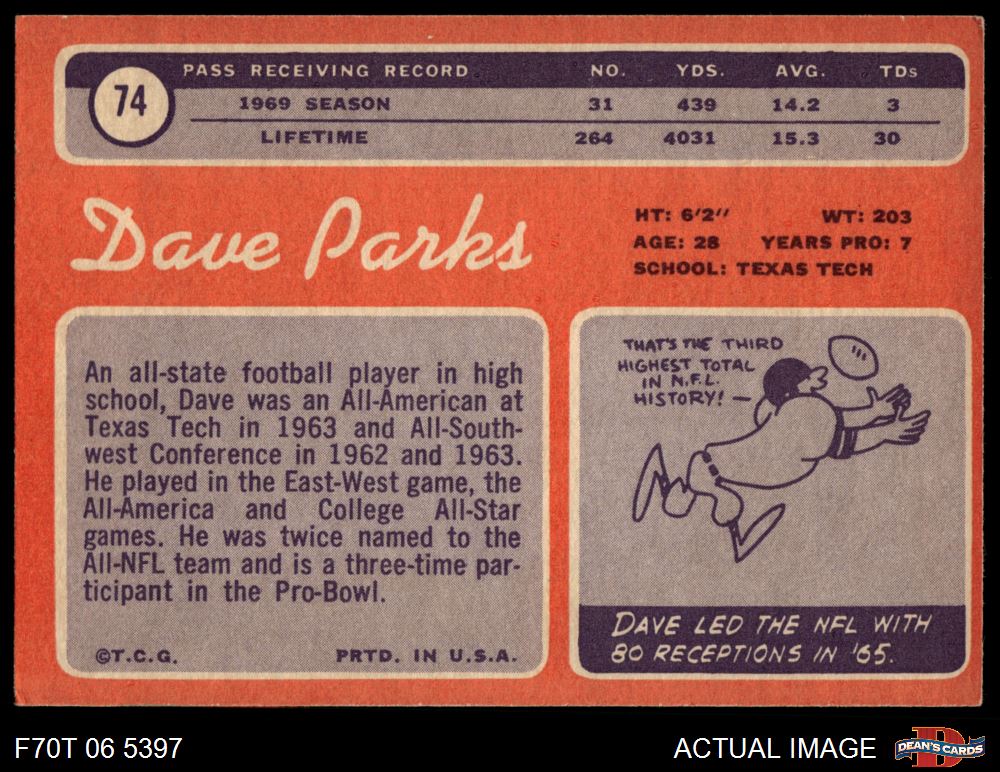 74
PASS RECEIVING RECORD NO. YDS. AVG. TDs
1969 SEASON 31 439 14.2 3
LIFETIME 264 4031 15.3 30
Dave Parks
HT: 6'2" WT: 203
AGE: 28 YEARS PRO: 7
SCHOOL: TEXAS TECH
An all-state football player in high
school, Dave was an All-American at
Texas Tech in 1963 and All-South-
west Conference in 1962 and 1963.
He played in the East-West game, the
All-America and College All-Star
games. He was twice named to the
All-NFL team and is a three-time par-
ticipant in the Pro-Bowl.
©T.C.G. PRTD. IN U.S.A.
THAT'S THE THIRD
HIGHEST TOTAL
IN N.F.L.
HISTORY! –
DAVE LED THE NFL WITH
80 RECEPTIONS IN '65.
F70T 06 5397
ACTUAL IMAGE
D
DEAN'S CARDS